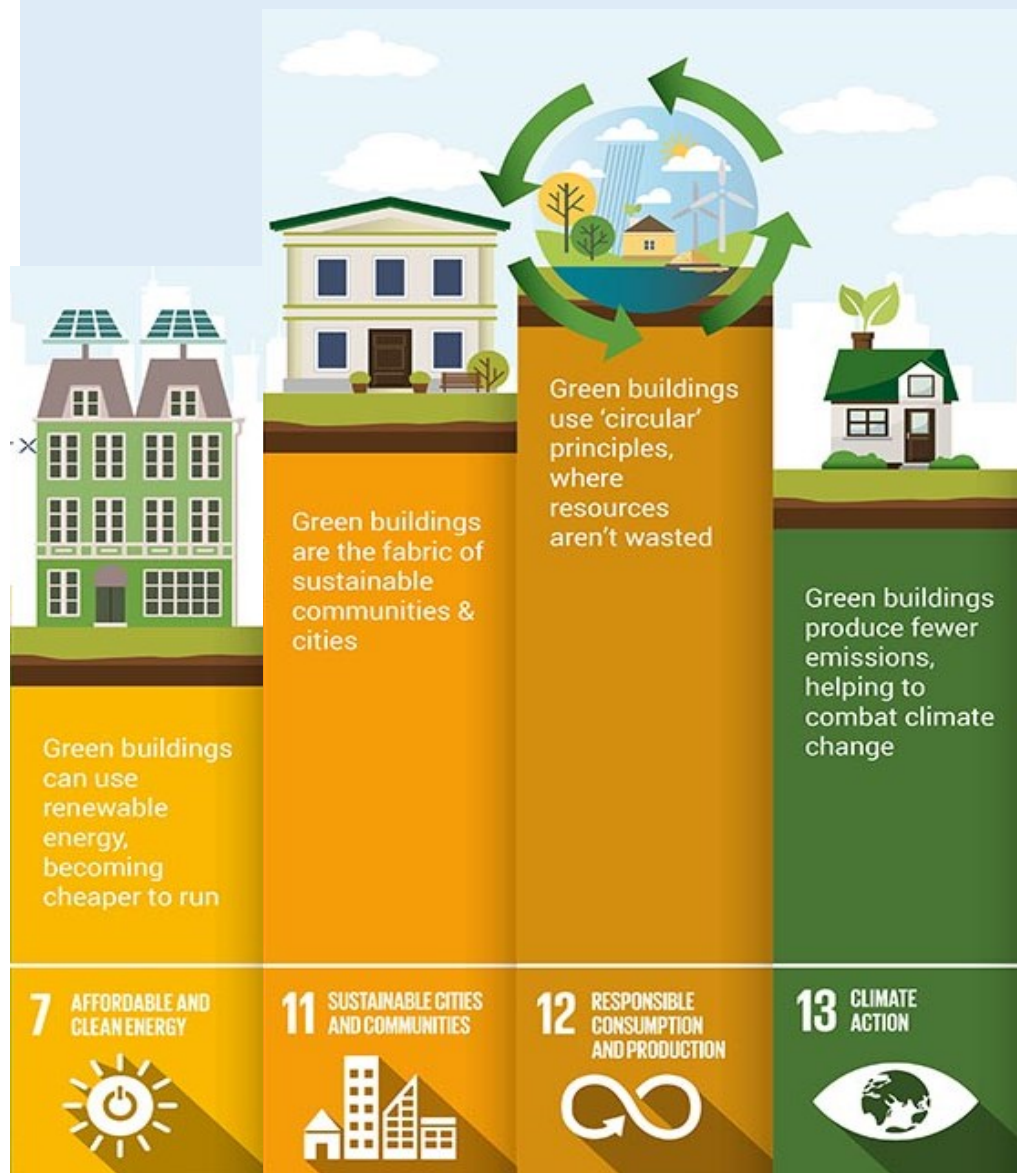 Green buildings
can use
renewable
energy,
becoming
cheaper to run
7 AFFORDABLE AND
CLEAN ENERGY
Green buildings
are the fabric of
sustainable
communities &
cities
11 SUSTAINABLE CITIES
AND COMMUNITIES
Green buildings
use ‘circular’
principles,
where
resources
aren’t wasted
12 RESPONSIBLE
CONSUMPTION
AND PRODUCTION
Green buildings
produce fewer
emissions,
helping to
combat climate
change
13 CLIMATE
ACTION